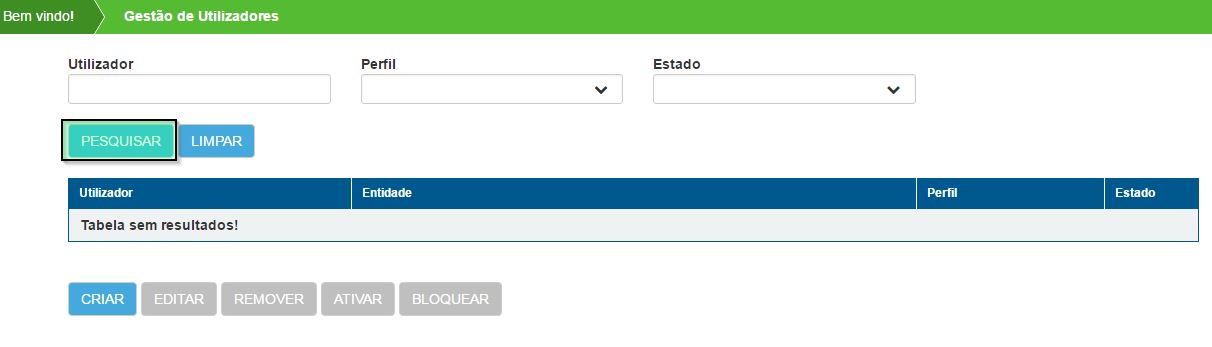 Bem vindo! Gestão de Utilizadores
Utilizador Perfil Estado
PESQUISAR LIMPAR
Utilizador Entidade Perfil Estado
Tabela sem resultados!
CRIAR EDITAR REMOVER ATIVAR BLOQUEAR